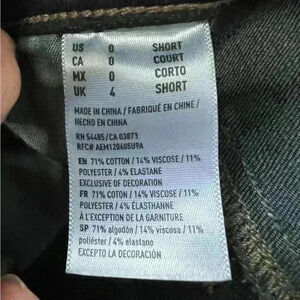 US 0 SHORT
CA 0 COURT
MX 0 CORTO
UK 4 SHORT
MADE IN CHINA / FABRIQUÉ EN CHINE /
HECHO EN CHINA
RN 54485/CA 03873
RFC# AEM120605U9A
EN 71% COTTON / 14% VISCOSE / 11%
POLYESTER / 4% ELASTANE
EXCLUSIVE OF DECORATION
FR 71% COTON / 14% VISCOSE / 11%
POLYESTER / 4% ÉLASTHANNE
À L'EXCEPTION DE LA GARNITURE
SP 71% algodón / 14% viscosa / 11%
poliéster / 4% elastano
EXCEPTO LA DECORACIÓN